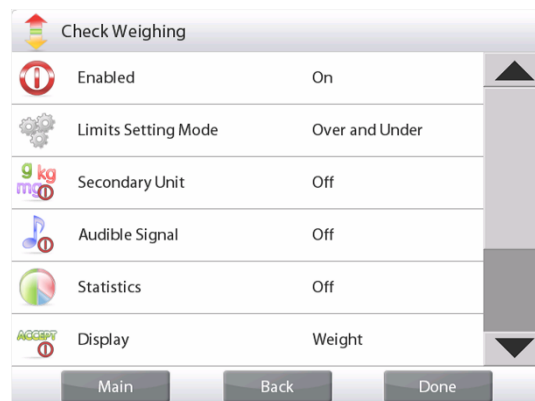 Check Weighing
Enabled On
Limits Setting Mode Over and Under
g kg mg Secondary Unit Off
Audible Signal Off
Statistics Off
ACCEPT Display Weight
Main Back Done